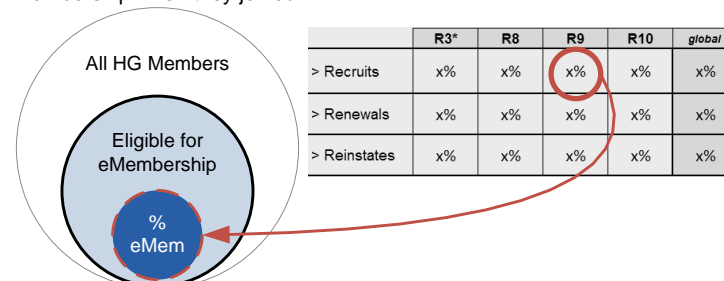 All HG Members
Eligible for
eMembership
%
eMem
R3* R8 R9 R10 global
> Recruits x% x% x% x% x%
> Renewals x% x% x% x% x%
> Reinstates x% x% x% x% x%